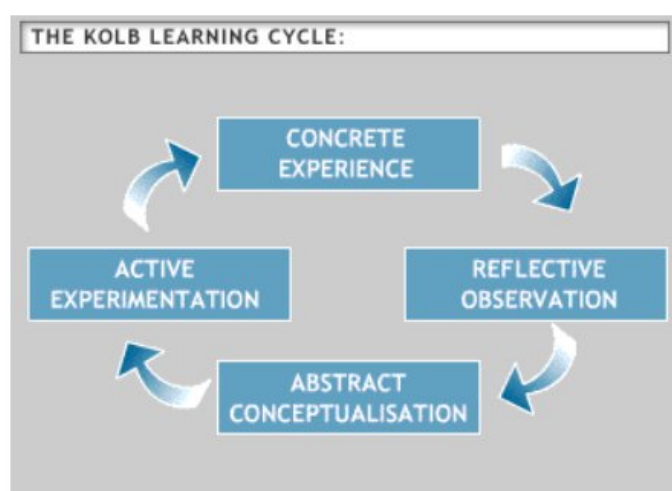 THE KOLB LEARNING CYCLE:
CONCRETE
EXPERIENCE
REFLECTIVE
OBSERVATION
ABSTRACT
CONCEPTUALISATION
ACTIVE
EXPERIMENTATION